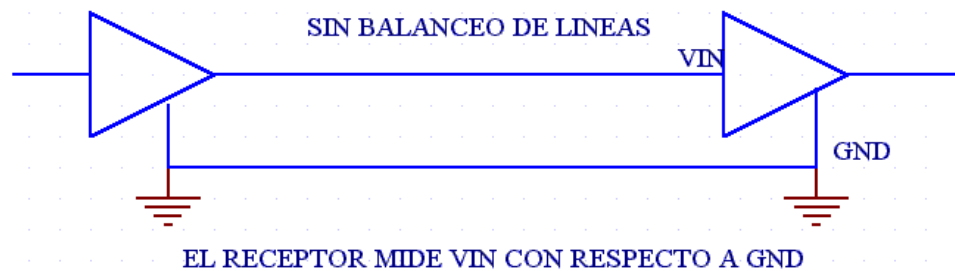 SIN BALANCEO DE LINEAS
VIN
GND
EL RECEPTOR MIDE VIN CON RESPECTO A GND